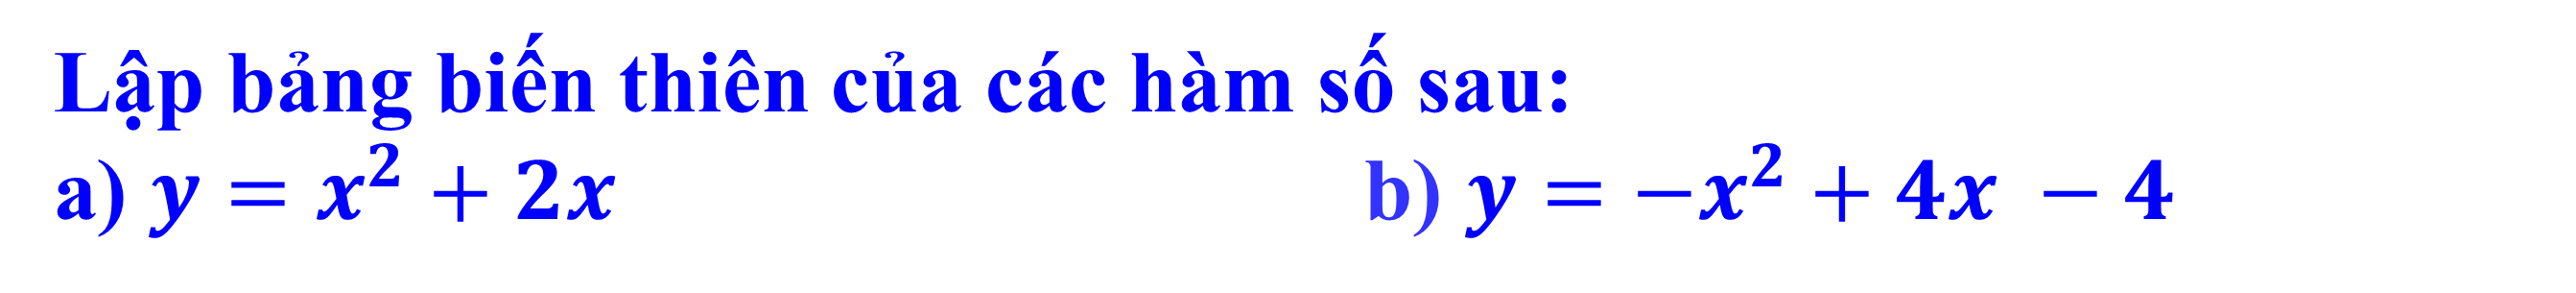 Lập bảng biến thiên của các hàm số sau:
a) y = x² + 2x b) y = −x² + 4x − 4